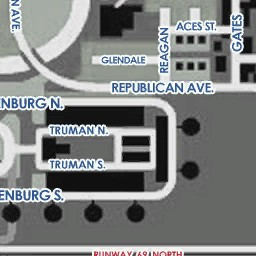 N AVE.
ACES ST.
GATES
REAGAN
GLENDALE
REPUBLICAN AVE.
ENBURG N.
TRUMAN N.
TRUMAN S.
ENBURG S.
RUNWAY 69 NORTH